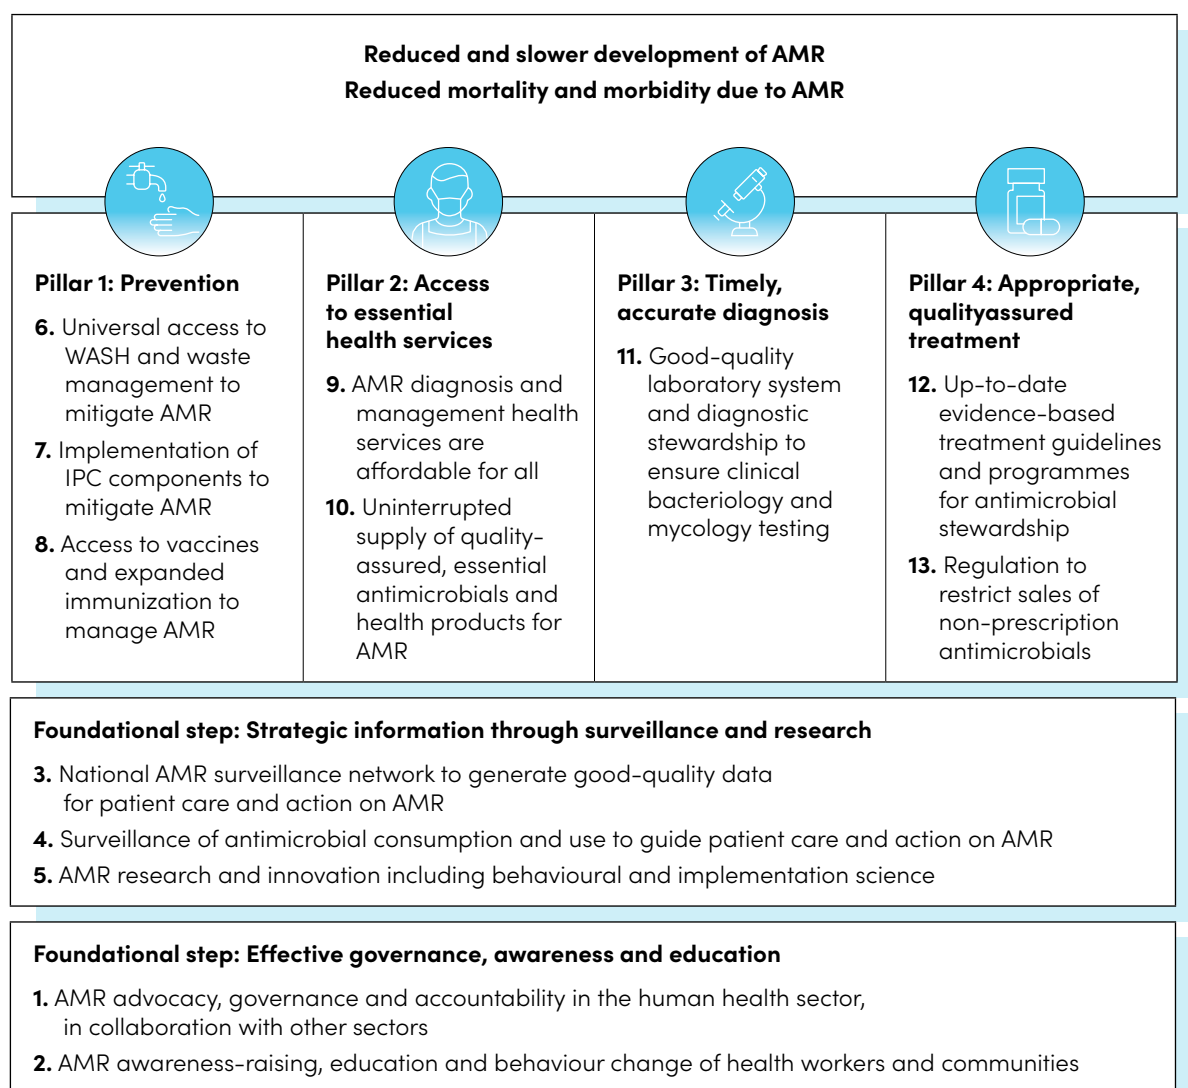 Reduced and slower development of AMR
Reduced mortality and morbidity due to AMR
Pillar 1: Prevention
6. Universal access to
WASH and waste
management to
mitigate AMR
7. Implementation of
IPC components to
mitigate AMR
8. Access to vaccines
and expanded
immunization to
manage AMR
Pillar 2: Access
to essential
health services
9. AMR diagnosis and
management health
services are
affordable for all
10. Uninterrupted
supply of quality-
assured, essential
antimicrobials and
health products for
AMR
Pillar 3: Timely,
accurate diagnosis
11. Good-quality
laboratory system
and diagnostic
stewardship to
ensure clinical
bacteriology and
mycology testing
Pillar 4: Appropriate,
qualityassured
treatment
12. Up-to-date
evidence-based
treatment guidelines
and programmes
for antimicrobial
stewardship
13. Regulation to
restrict sales of
non-prescription
antimicrobials
Foundational step: Strategic information through surveillance and research
3. National AMR surveillance network to generate good-quality data
for patient care and action on AMR
4. Surveillance of antimicrobial consumption and use to guide patient care and action on AMR
5. AMR research and innovation including behavioural and implementation science
Foundational step: Effective governance, awareness and education
1. AMR advocacy, governance and accountability in the human health sector,
in collaboration with other sectors
2. AMR awareness-raising, education and behaviour change of health workers and communities